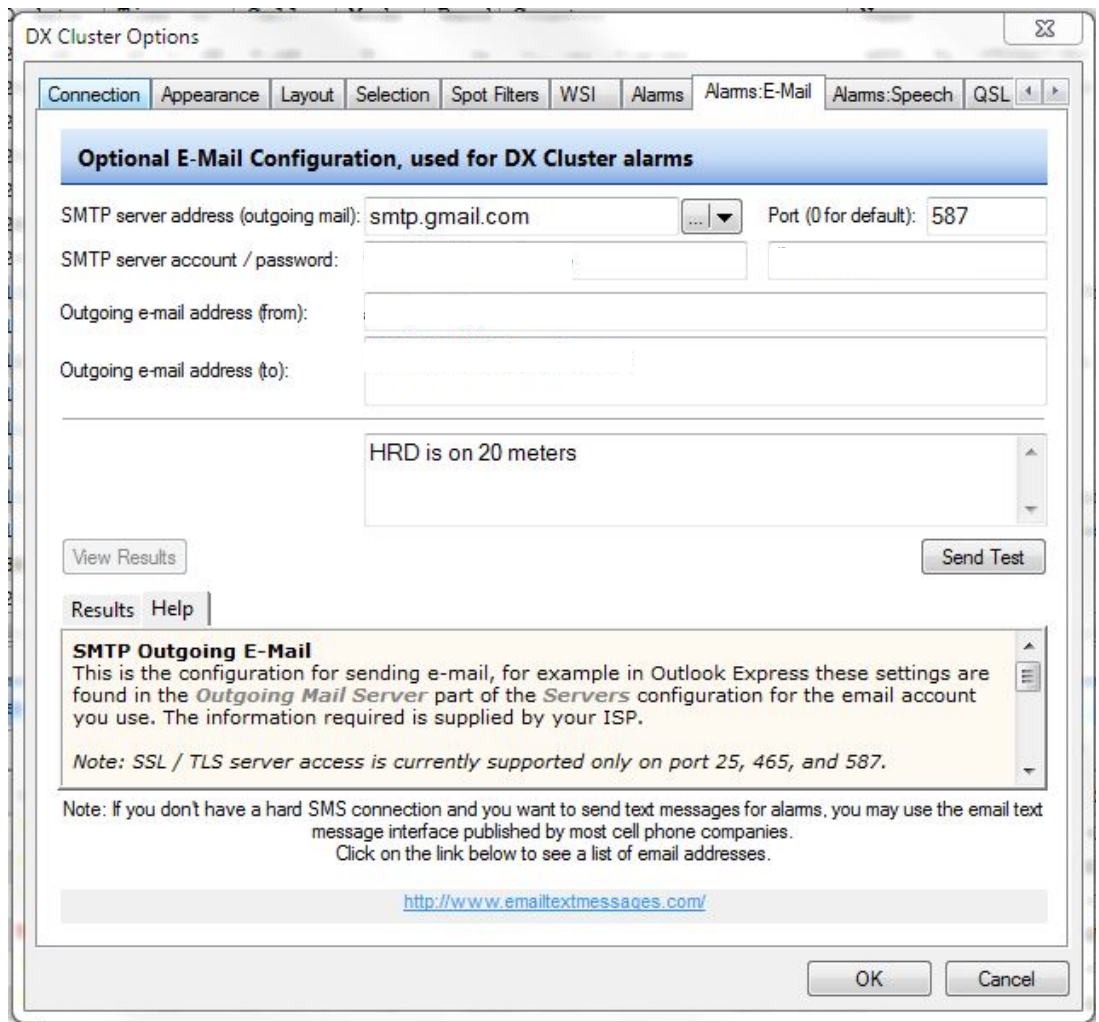 DX Cluster Options
Connection Appearance Layout Selection Spot Filters WSI Alarms Alarms:E-Mail Alarms:Speech QSL
Optional E-Mail Configuration, used for DX Cluster alarms
SMTP server address (outgoing mail): smtp.gmail.com ... Port (0 for default): 587
SMTP server account / password:
Outgoing e-mail address (from):
Outgoing e-mail address (to):
HRD is on 20 meters
View Results Send Test
Results Help
SMTP Outgoing E-Mail
This is the configuration for sending e-mail, for example in Outlook Express these settings are
found in the Outgoing Mail Server part of the Servers configuration for the email account
you use. The information required is supplied by your ISP.
Note: SSL / TLS server access is currently supported only on port 25, 465, and 587.
Note: If you don't have a hard SMS connection and you want to send text messages for alarms, you may use the email text
message interface published by most cell phone companies.
Click on the link below to see a list of email addresses.
http://www.emailtextmessages.com/
OK Cancel